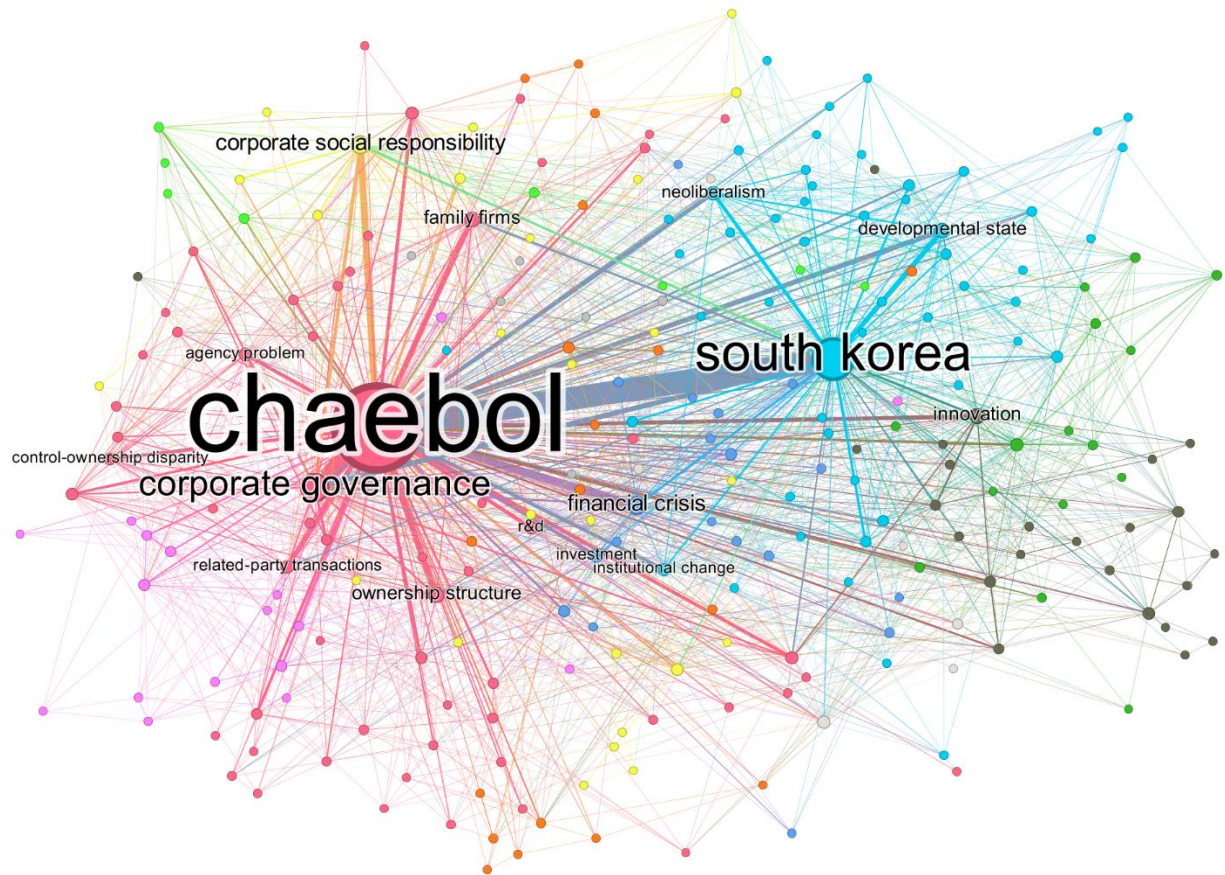 corporate social responsibility
neoliberalism
family firms
developmental state
agency problem
south korea
chaebol
innovation
control-ownership disparity
corporate governance
financial crisis
r&d
investment
institutional change
related-party transactions
ownership structure